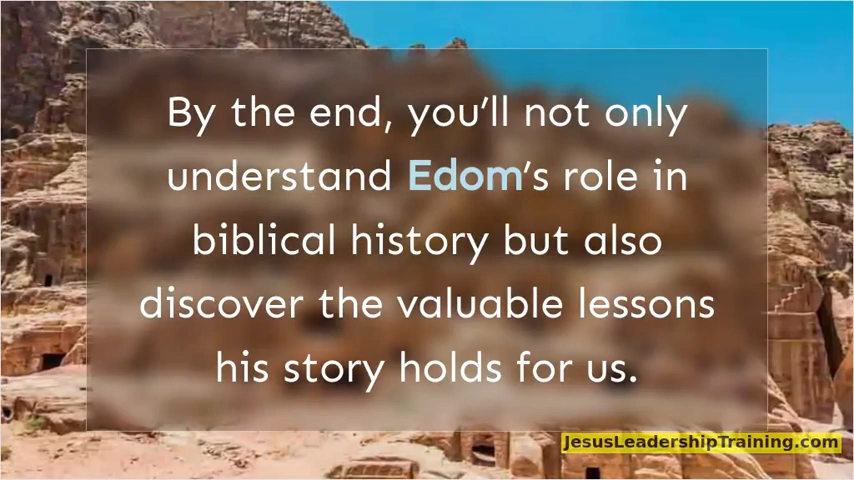 By the end, you’ll not only
understand Edom’s role in
biblical history but also
discover the valuable lessons
his story holds for us.
JesusLeadershipTraining.com